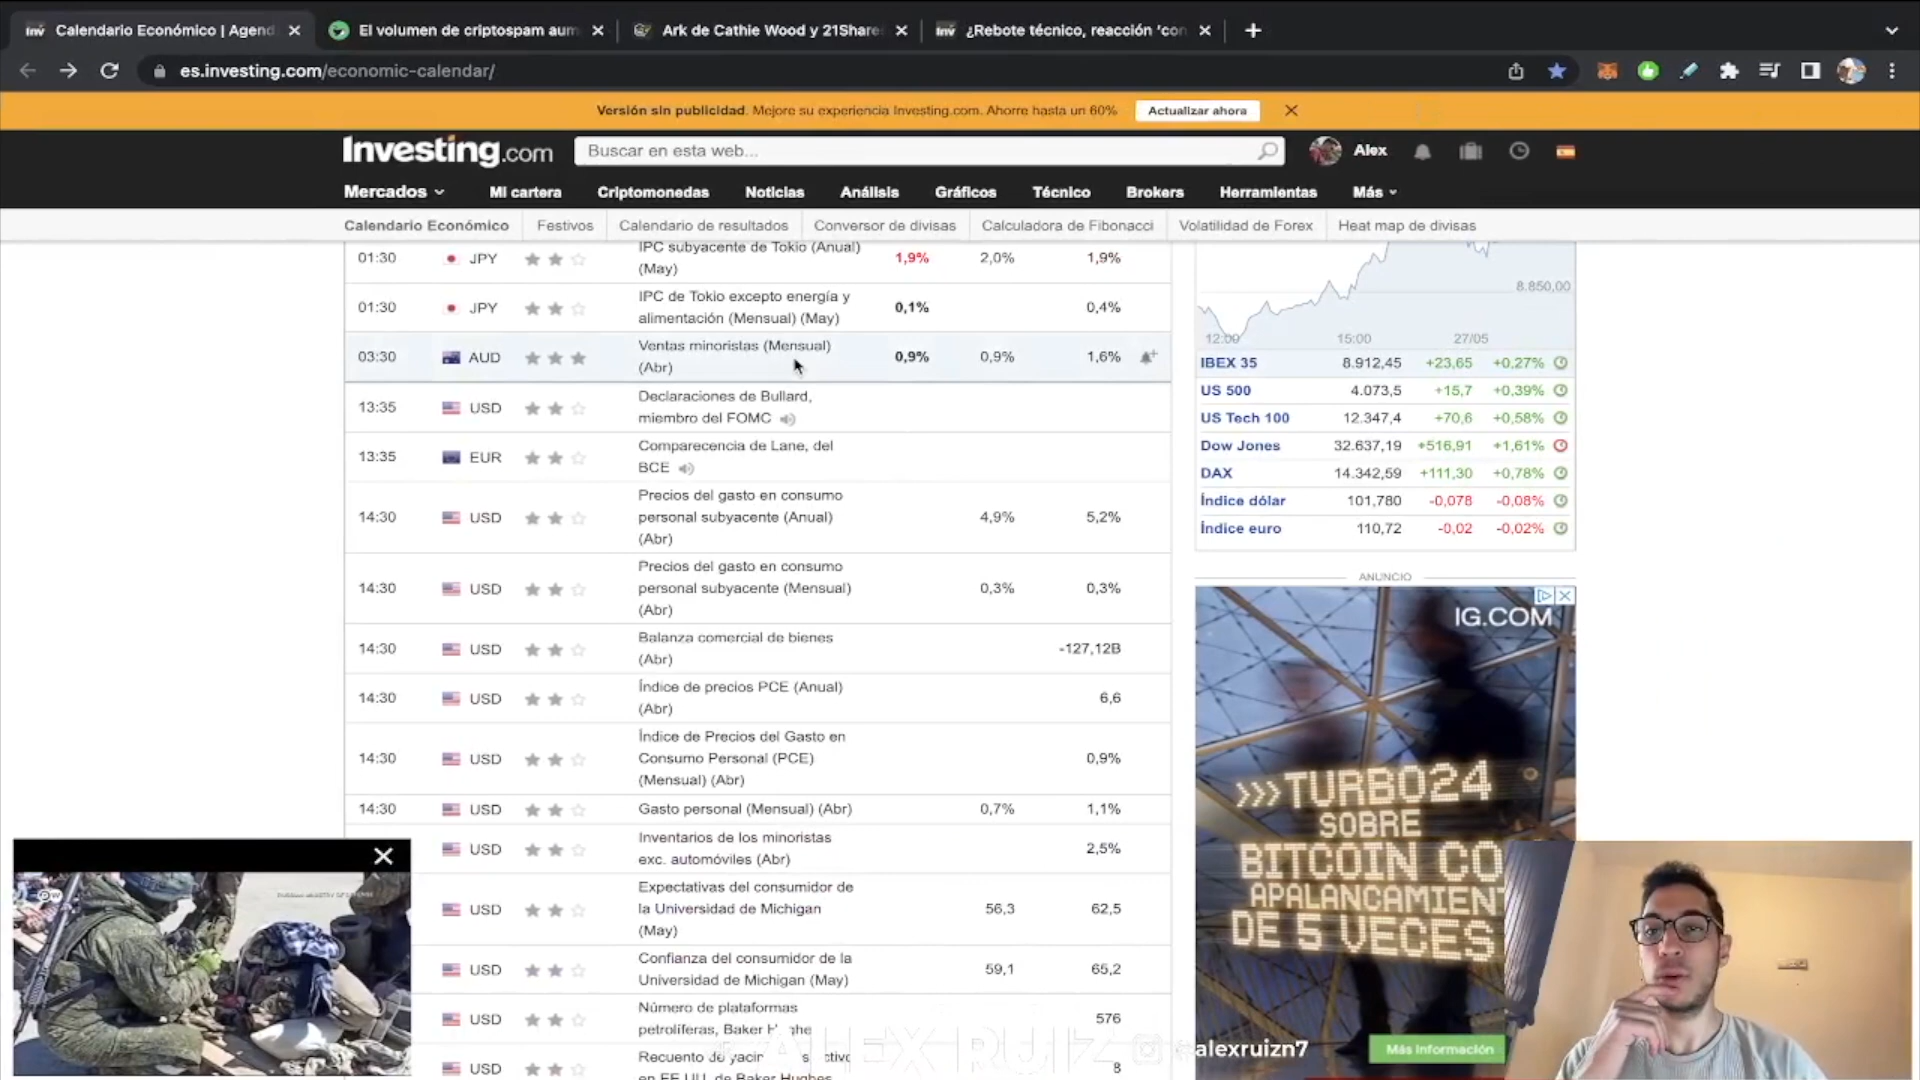 Calendario Económico | Agend
El volumen de criptospam aum
Ark de Cathie Wood y 21Share
¿Rebote técnico, reacción 'con
es.investing.com/economic-calendar/
Versión sin publicidad. Mejore su experiencia Investing.com. Ahorre hasta un 60%
Actualizar ahora
Investing.com
Buscar en esta web...
Alex
Mercados
Mi cartera
Criptomonedas
Noticias
Análisis
Gráficos
Técnico
Brokers
Herramientas
Más
Calendario Económico
Festivos
Calendario de resultados
Conversor de divisas
Calculadora de Fibonacci
Volatilidad de Forex
Heat map de divisas
01:30 JPY IPC subyacente de Tokio (Anual) 1,9% 2,0% 1,9%
(May)
01:30 JPY IPC de Tokio excepto energía y 0,1% 0,4%
alimentación (Mensual) (May)
03:30 AUD Ventas minoristas (Mensual) 0,9% 0,9% 1,6%
(Abr)
13:35 USD Declaraciones de Bullard,
miembro del FOMC
13:35 EUR Comparecencia de Lane, del
BCE
14:30 USD Precios del gasto en consumo
personal subyacente (Anual) 4,9% 5,2%
(Abr)
14:30 USD Precios del gasto en consumo
personal subyacente (Mensual) 0,3% 0,3%
(Abr)
14:30 USD Balanza comercial de bienes -127,12B
(Abr)
14:30 USD Índice de precios PCE (Anual) 6,6
(Abr)
14:30 USD Índice de Precios del Gasto en
Consumo Personal (PCE) 0,9%
(Mensual) (Abr)
14:30 USD Gasto personal (Mensual) (Abr) 0,7% 1,1%
USD Inventarios de los minoristas 2,5%
exc. automóviles (Abr)
USD Expectativas del consumidor de
la Universidad de Michigan 56,3 62,5
(May)
USD Confianza del consumidor de la 59,1 65,2
Universidad de Michigan (May)
USD Número de plataformas 576
petrolíferas, Baker
USD Recuento de
en EE.UU. de Baker Hughes
8
8.850,00
12:00 15:00 27/05
IBEX 35 8.912,45 +23,65 +0,27%
US 500 4.073,5 +15,7 +0,39%
US Tech 100 12.347,4 +70,6 +0,58%
Dow Jones 32.637,19 +516,91 +1,61%
DAX 14.342,59 +111,30 +0,78%
Índice dólar 101,780 -0,078 -0,08%
Índice euro 110,72 -0,02 -0,02%
ANUNCIO
IG.COM
>>>TURBO24
SOBRE
BITCOIN CO
APALANCAMIENT
DE 5 VECES
Más información
ALEX RUIZ
alexruizn7